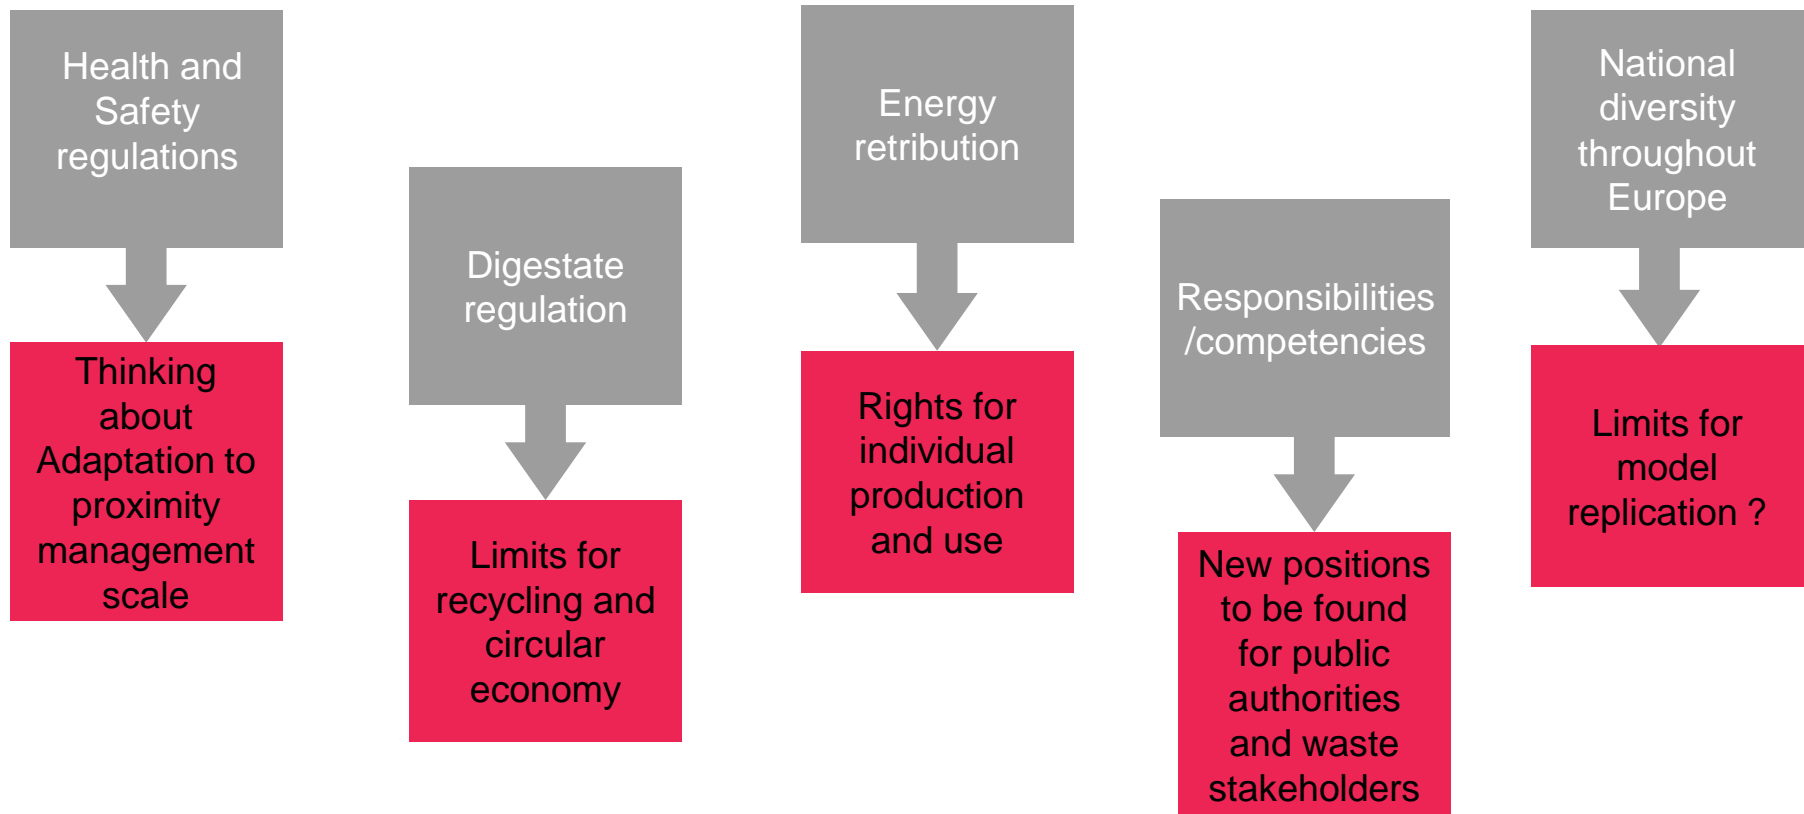 Health and
Safety
regulations
Thinking
about
Adaptation to
proximity
management
scale
Digestate
regulation
Limits for
recycling and
circular
economy
Energy
retribution
Rights for
individual
production
and use
Responsibilities
/competencies
New positions
to be found
for public
authorities
and waste
stakeholders
National
diversity
throughout
Europe
Limits for
model
replication ?